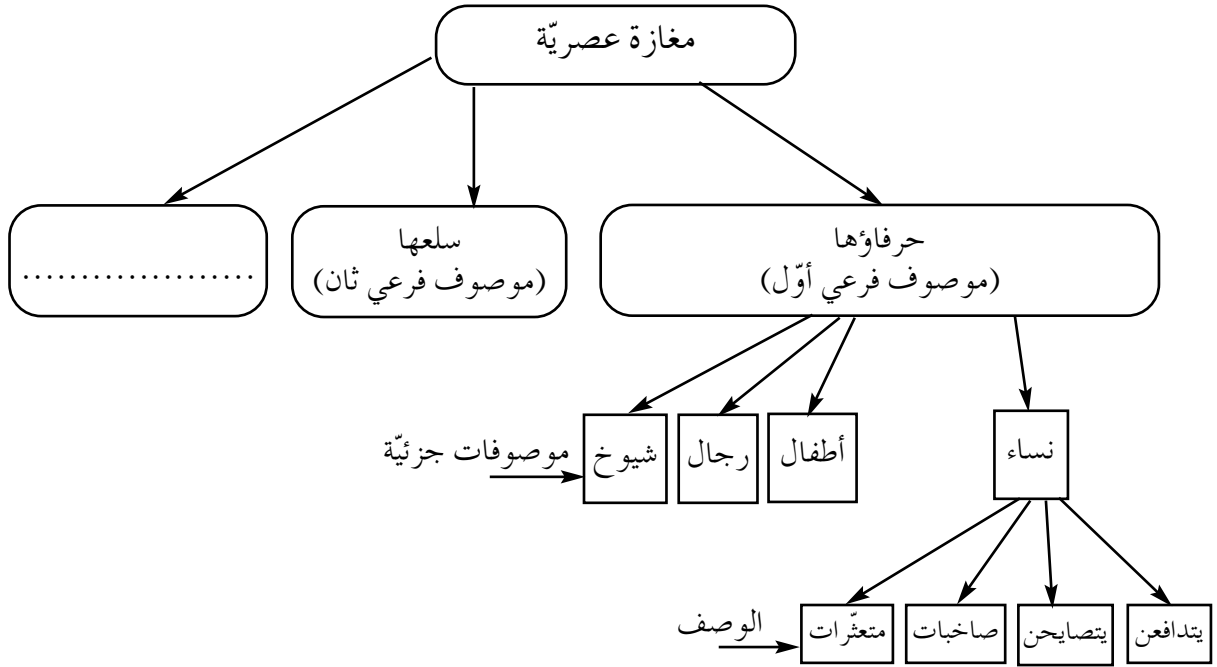 مغازة عصريّة
حرفاؤها
(موصوف فرعي أوّل)
سلعها
(موصوف فرعي ثان)
....................
نساء
أطفال
رجال
شيوخ
موصوفات جزئيّة
يتدافعن
يتصايحن
صاخبات
متعثّرات
الوصف